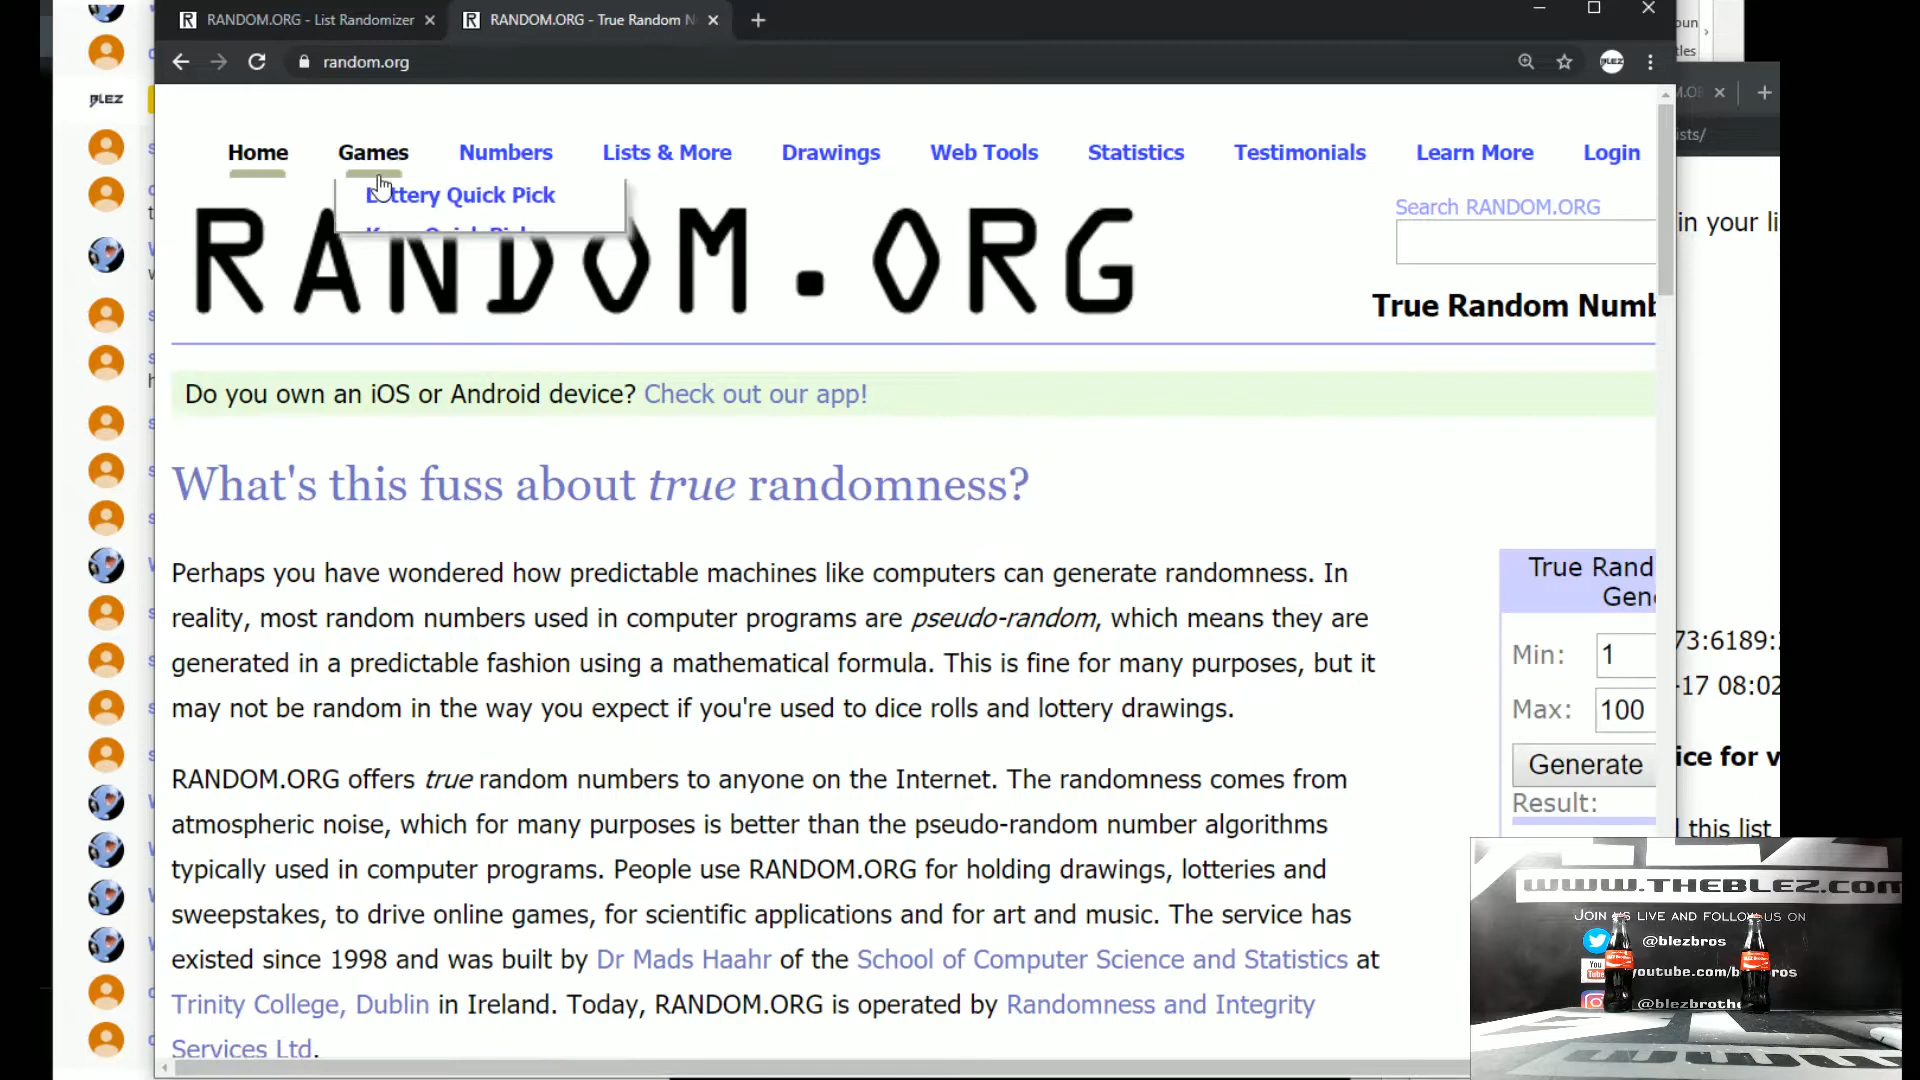 RANDOM.ORG - List Randomizer
RANDOM.ORG - True Random N
random.org
BLEZ
Home Games Numbers Lists & More Drawings Web Tools Statistics Testimonials Learn More Login
Lottery Quick Pick
Search RANDOM.ORG
RANDOM.ORG
True Random Numb
Do you own an iOS or Android device? Check out our app!
What's this fuss about true randomness?
Perhaps you have wondered how predictable machines like computers can generate randomness. In
reality, most random numbers used in computer programs are pseudo-random, which means they are
generated in a predictable fashion using a mathematical formula. This is fine for many purposes, but it
may not be random in the way you expect if you're used to dice rolls and lottery drawings.
RANDOM.ORG offers true random numbers to anyone on the Internet. The randomness comes from
atmospheric noise, which for many purposes is better than the pseudo-random number algorithms
typically used in computer programs. People use RANDOM.ORG for holding drawings, lotteries and
sweepstakes, to drive online games, for scientific applications and for art and music. The service has
existed since 1998 and was built by Dr Mads Haahr of the School of Computer Science and Statistics at
Trinity College, Dublin in Ireland. Today, RANDOM.ORG is operated by Randomness and Integrity
Services Ltd.
True Rand
Gen
Min: 1
Max: 100
Generate
Result:
ists/
in your li
73:6189:
-17 08:02
ice for v
this list
WWW.THEBLEZ.COM
JOIN US LIVE AND FOLLOW US ON
@blezbros
youtube.com/b ros
@blezbrothe